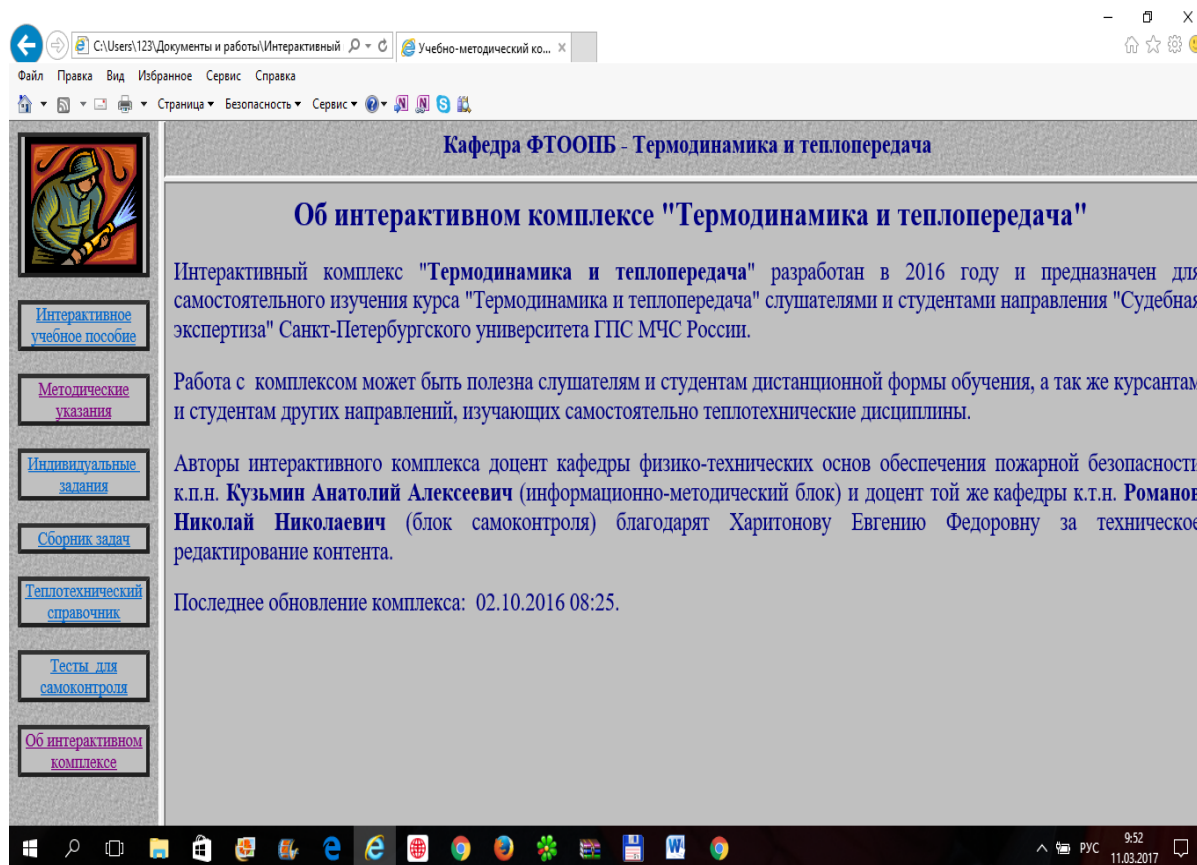 C:\Users\123\Документы и работы\Интерактивный
Учебно-методический ко...
Файл Правка Вид Избранное Сервис Справка
Страница Безопасность Сервис
Кафедра ФТООПБ - Термодинамика и теплопередача
Интерактивное
учебное пособие
Методические
указания
Индивидуальные
задания
Сборник задач
Теплотехнический
справочник
Тесты для
самоконтроля
Об интерактивном
комплексе
Об интерактивном комплексе "Термодинамика и теплопередача"
Интерактивный комплекс "Термодинамика и теплопередача" разработан в 2016 году и предназначен для
самостоятельного изучения курса "Термодинамика и теплопередача" слушателями и студентами направления "Судебная
экспертиза" Санкт-Петербургского университета ГПС МЧС России.
Работа с комплексом может быть полезна слушателям и студентам дистанционной формы обучения, а так же курсантам
и студентам других направлений, изучающих самостоятельно теплотехнические дисциплины.
Авторы интерактивного комплекса доцент кафедры физико-технических основ обеспечения пожарной безопасности
к.п.н. Кузьмин Анатолий Алексеевич (информационно-методический блок) и доцент той же кафедры к.т.н. Романов
Николай Николаевич (блок самоконтроля) благодарят Харитонову Евгению Федоровну за техническое
редактирование контента.
Последнее обновление комплекса: 02.10.2016 08:25.
РУС
9:52
11.03.2017